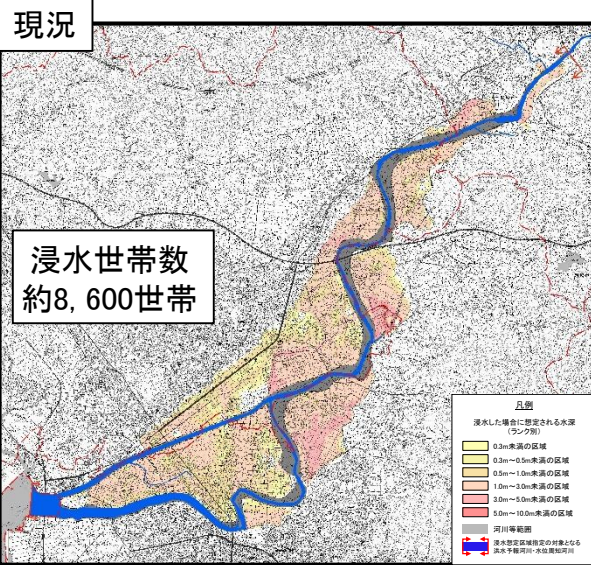 現況
浸水世帯数
約8,600世帯
凡例
浸水した場合に想定される水深
(ランク別)
0.3m未満の区域
0.3m～0.5m未満の区域
0.5m～1.0m未満の区域
1.0m～3.0m未満の区域
3.0m～5.0m未満の区域
5.0m～10.0m未満の区域
河川等範囲
浸水想定区域指定の対象となる
洪水予報河川・水位周知河川